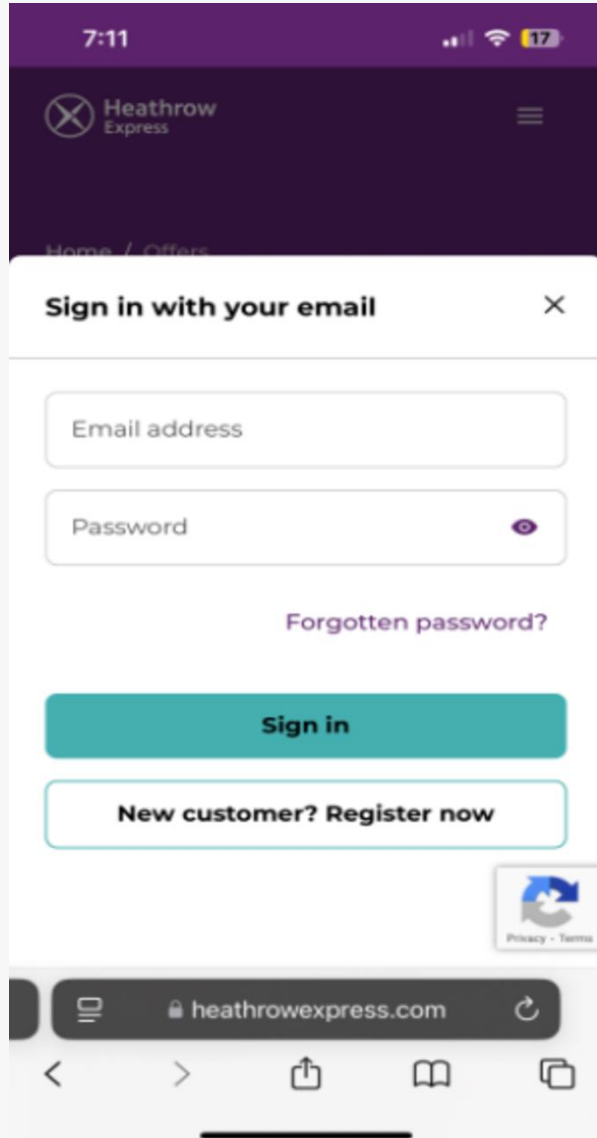 7:11
17
Heathrow
Express
Home / Offers
Sign in with your email
Email address
Password
Forgotten password?
Sign in
New customer? Register now
Privacy - Terms
heathrowexpress.com